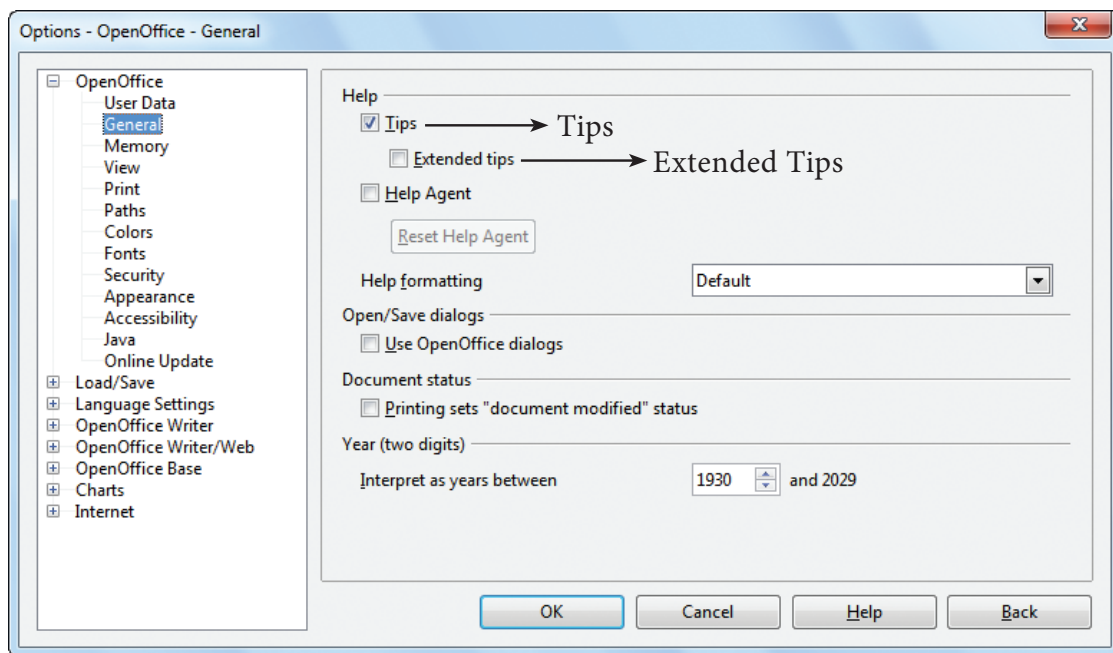 Options - OpenOffice - General
OpenOffice
User Data
General
Memory
View
Print
Paths
Colors
Fonts
Security
Appearance
Accessibility
Java
Online Update
Load/Save
Language Settings
OpenOffice Writer
OpenOffice Writer/Web
OpenOffice Base
Charts
Internet
Help
Tips Tips
Extended tips Extended Tips
Help Agent
Reset Help Agent
Help formatting Default
Open/Save dialogs
Use OpenOffice dialogs
Document status
Printing sets "document modified" status
Year (two digits)
Interpret as years between 1930 and 2029
OK Cancel Help Back